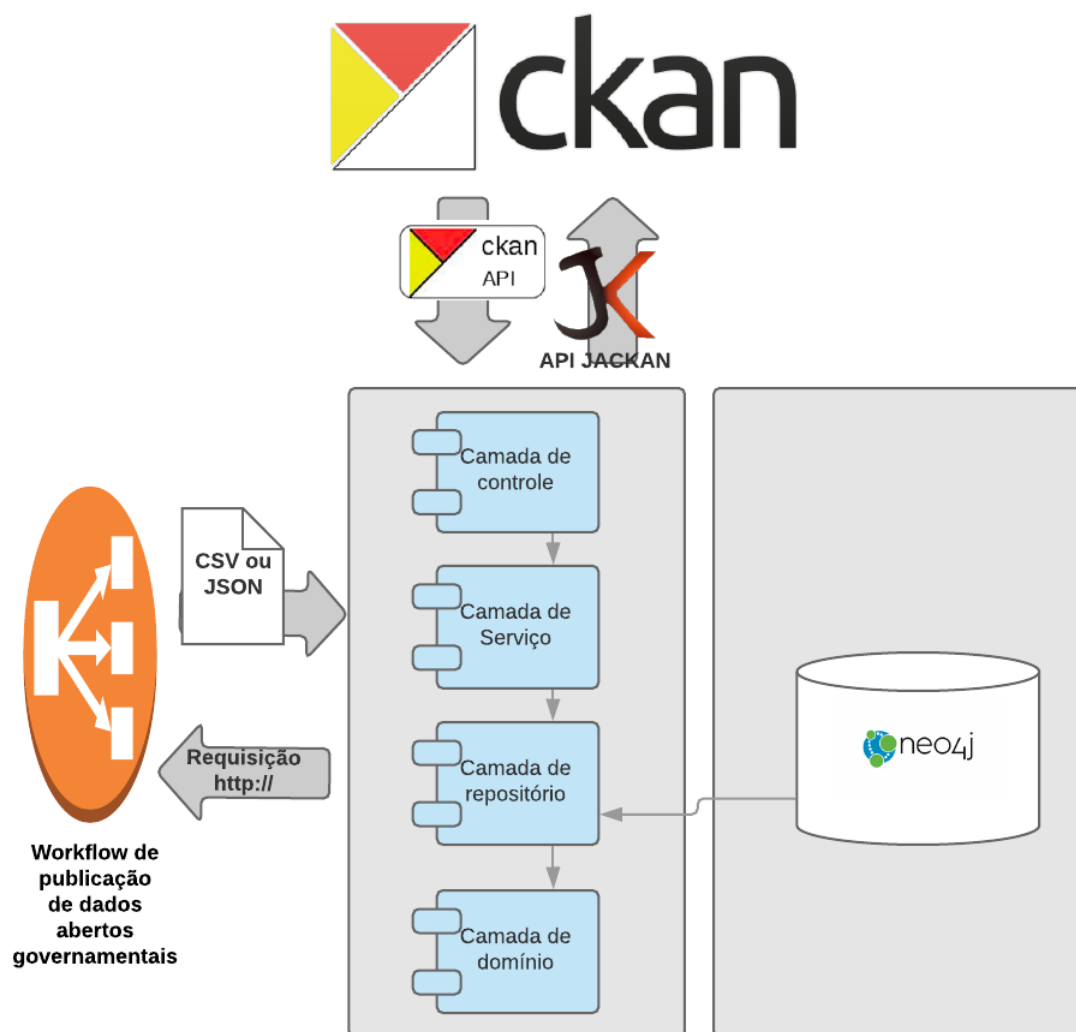 ckan
ckan
API
API JACKAN
Camada de
controle
CSV ou
JSON
Camada de
Serviço
neo4j
Requisição
http://
Camada de
repositório
Workflow de
publicação
de dados
abertos
governamentais
Camada de
domínio